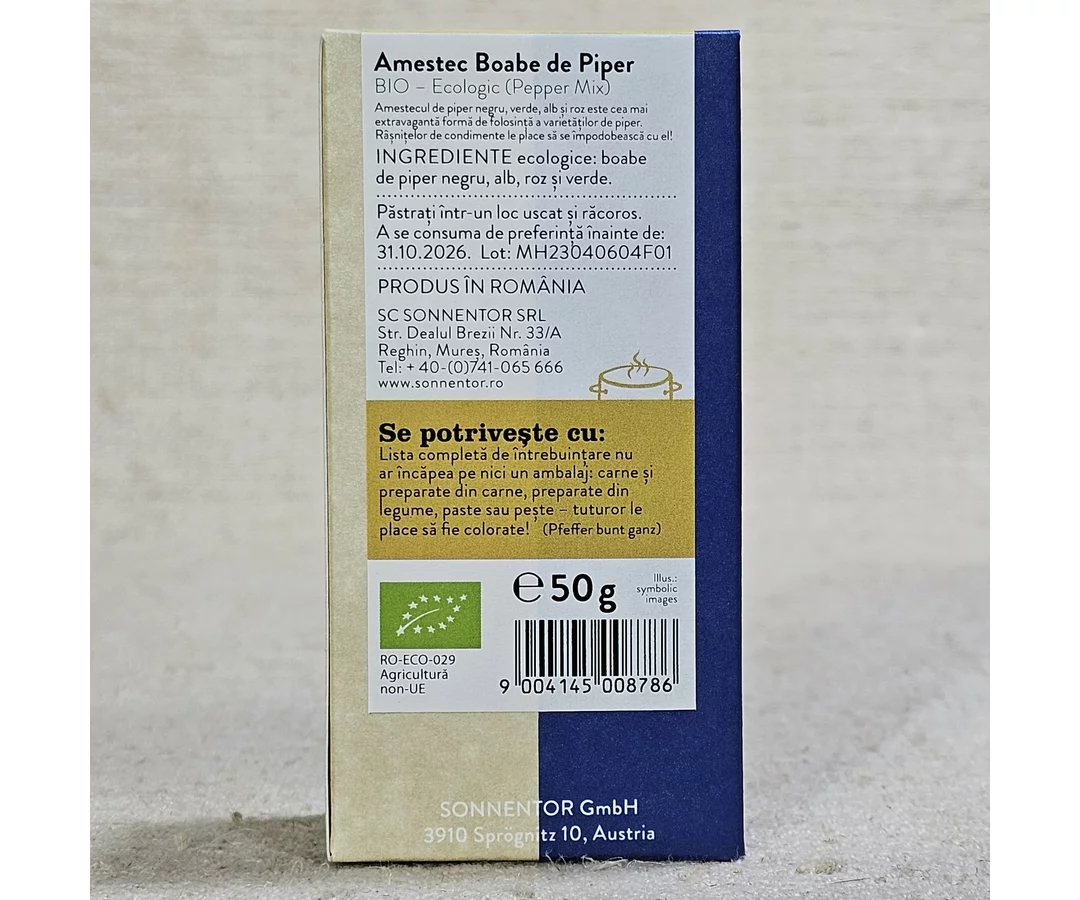 Amestec Boabe de Piper
BIO – Ecologic (Pepper Mix)
Amestecul de piper negru, verde, alb și roz este cea mai
extravagantă formă de folosință a varietăților de piper.
Râșnițelor de condimente le place să se împodobească cu el!
INGREDIENTE ecologice: boabe
de piper negru, alb, roz și verde.
Păstrați într-un loc uscat și răcoros.
A se consuma de preferință înainte de:
31.10.2026. Lot: MH23040604F01
PRODUS ÎN ROMÂNIA
SC SONNENTOR SRL
Str. Dealul Brezii Nr. 33/A
Reghin, Mureș, România
Tel: + 40-(0)741-065 666
www.sonnentor.ro
Se potrivește cu:
Lista completă de întrebuințare nu
ar încăpea pe nici un ambalaj: carne și
preparate din carne, preparate din
legume, paste sau pește – tuturor le
place să fie colorate! (Pfeffer bunt ganz)
℮ 50 g
Illus.:
symbolic
images
RO-ECO-029
Agricultură
non-UE
9 004145 008786
SONNENTOR GmbH
3910 Sprögnitz 10, Austria